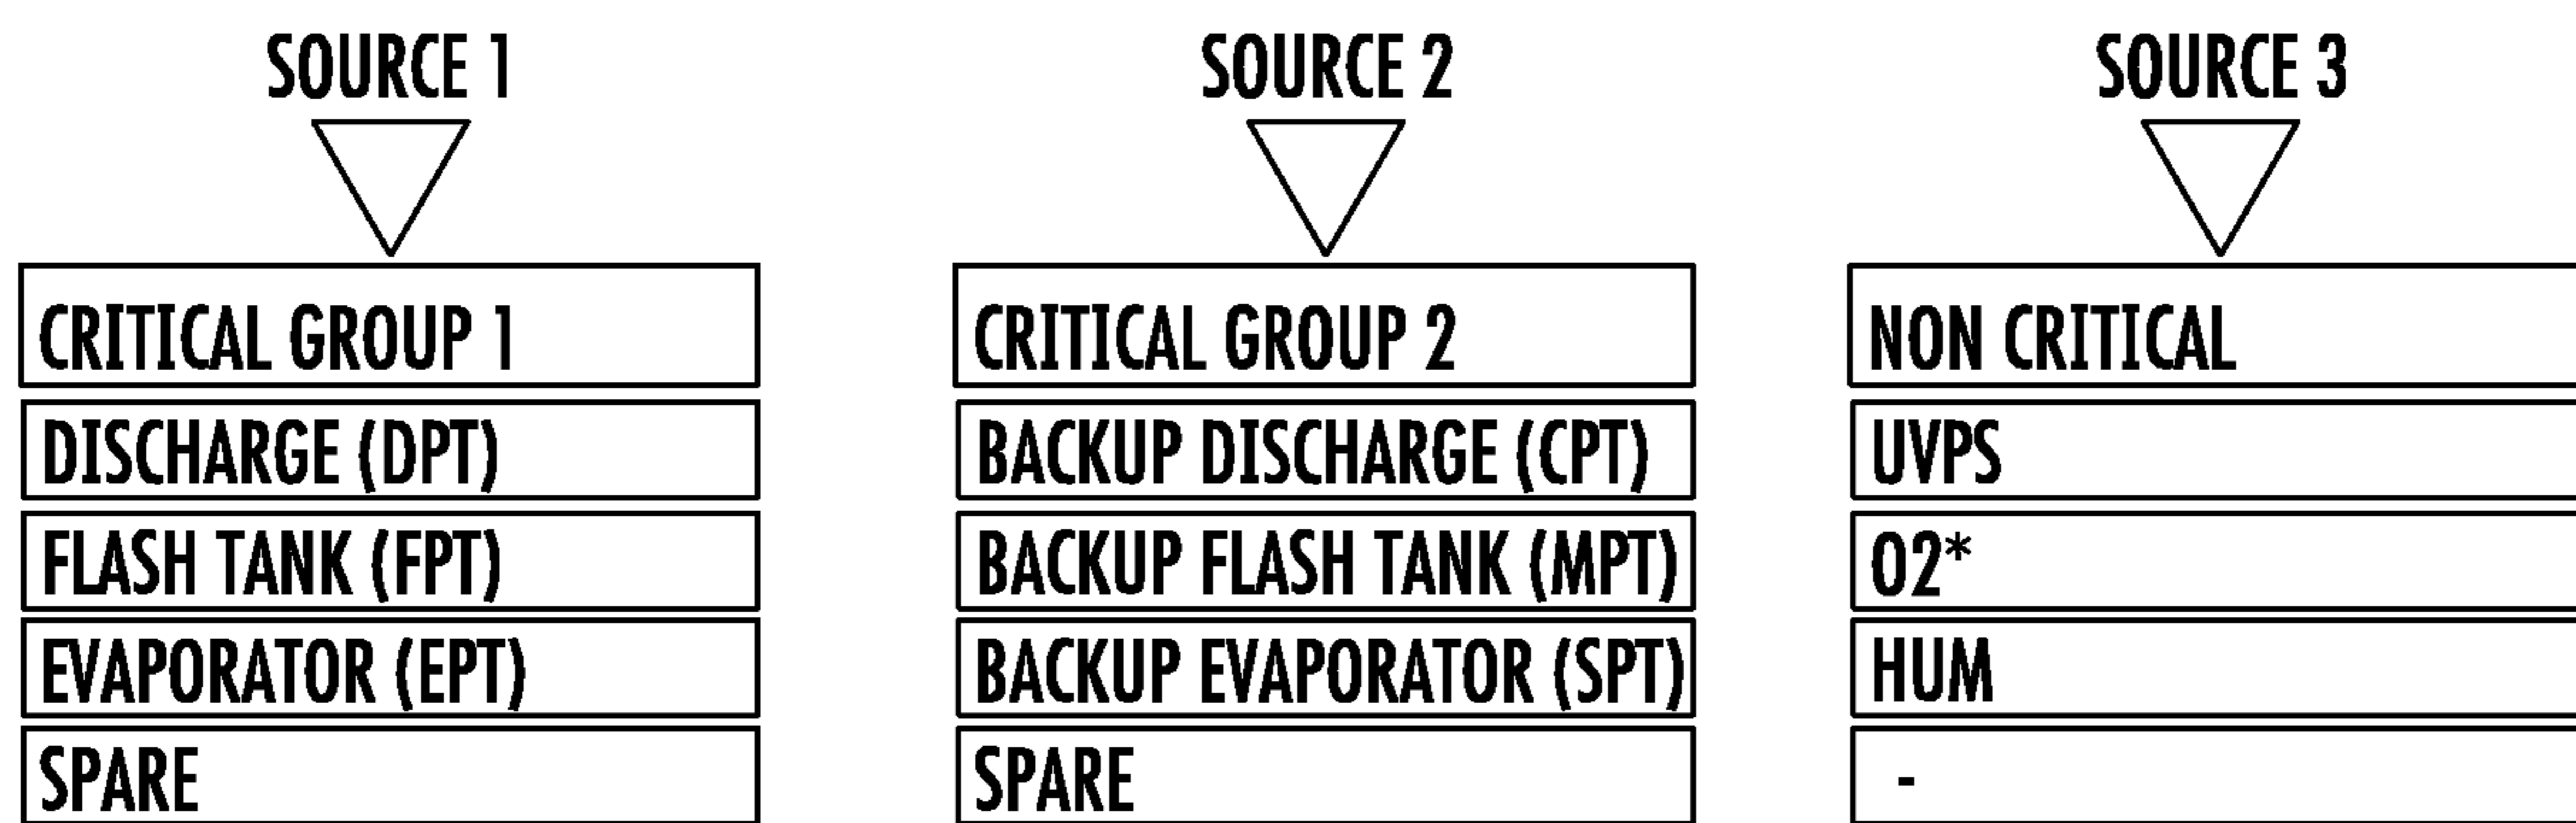 SOURCE 1
CRITICAL GROUP 1
DISCHARGE (DPT)
FLASH TANK (FPT)
EVAPORATOR (EPT)
SPARE
SOURCE 2
CRITICAL GROUP 2
BACKUP DISCHARGE (CPT)
BACKUP FLASH TANK (MPT)
BACKUP EVAPORATOR (SPT)
SPARE
SOURCE 3
NON CRITICAL
UVPS
O2*
HUM
-